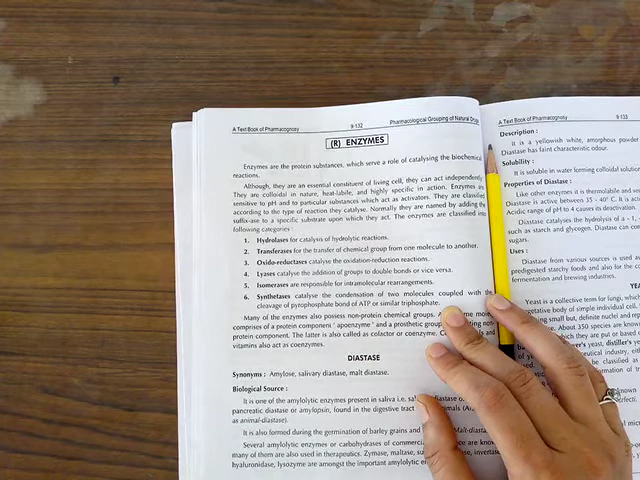 A Text Book of Pharmacognosy 9-132 Pharmacological Grouping of Natural Drugs
(R) ENZYMES
Enzymes are the protein substances, which serve a role of catalysing the biochemical
reactions.
Although, they are an essential constituent of living cell, they can act independently.
They are colloidal in nature, heat-labile, and highly specific in action. Enzymes are
sensitive to pH and to particular substances which act as activators. They are classified
according to the type of reaction they catalyse. Normally they are named by adding the
suffix-ase to a specific substrate upon which they act. The enzymes are classified into
following categories :
1. Hydrolases for catalysis of hydrolytic reactions.
2. Transferases for the transfer of chemical group from one molecule to another.
3. Oxido-reductases catalyse the oxidation-reduction reactions.
4. Lyases catalyse the addition of groups to double bonds or vice versa.
5. Isomerases are responsible for intramolecular rearrangements.
6. Synthetases catalyse the condensation of two molecules coupled with the
cleavage of pyrophosphate bond of ATP or similar triphosphate.
Many of the enzymes also possess non-protein chemical groups.
comprises of a protein component ' apoenzyme ' and a prosthetic
protein component. The latter is also called as cofactor or coenzyme.
vitamins also act as coenzymes.
DIASTASE
Synonyms : Amylose, salivary diastase, malt diastase.
Biological Source :
It is one of the amylolytic enzymes present in saliva i.e.
pancreatic diastase or amylopsin, found in the digestive tract
as animal-diastase).
It is also formed during the germination of barley grains and Malt-diastase
Several amylolytic enzymes or carbohydrases of are
many of them are also used in therapeutics. Zymase, maltase,
hyaluronidase, lysozyme are amongst the important amylolytic
A Text Book of Pharmacognosy
Description :
It is a yellowish white, amorphous powder
Diastase has faint characteristic odour.
Solubility :
It is soluble in water forming colloidal solution
Properties of Diastase :
Like other enzymes it is thermolabile and
Diastase is active between 35 - 40° C. It is
Acidic range of pH to 4 causes its deactivation.
Diastase catalyses the hydrolysis of α - 1,
such as starch and glycogen. Diastase can
sugars.
Uses :
Diastase from various sources is used
predigested starchy foods and also for the
fermentation and brewing industries.
Yeast is a collective term for fungi, which
body of simple individual cell.
small but, definite nuclei and
About 350 species are
which they are put or based
yeast, distiller's
industry,
be classified as
of
known